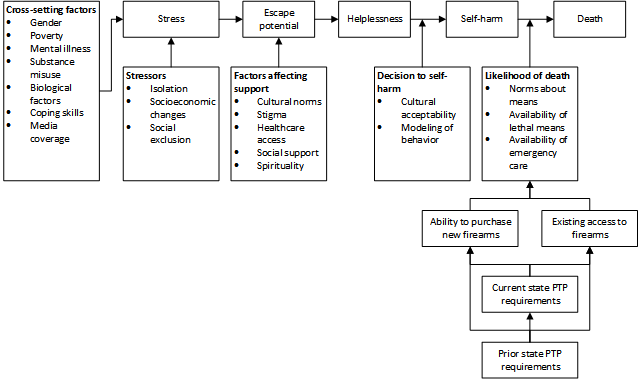 Cross-setting factors
• Gender
• Poverty
• Mental illness
• Substance
misuse
• Biological
factors
• Coping skills
• Media
coverage
Stress
Escape
potential
Helplessness
Self-harm
Death
Stressors
• Isolation
• Socioeconomic
changes
• Social
exclusion
Factors affecting
support
• Cultural norms
• Stigma
• Healthcare
access
• Social support
• Spirituality
Decision to self-
harm
• Cultural
acceptability
• Modeling of
behavior
Likelihood of death
• Norms about
means
• Availability of
lethal means
• Availability of
emergency
care
Ability to purchase
new firearms
Existing access to
firearms
Current state PTP
requirements
Prior state PTP
requirements